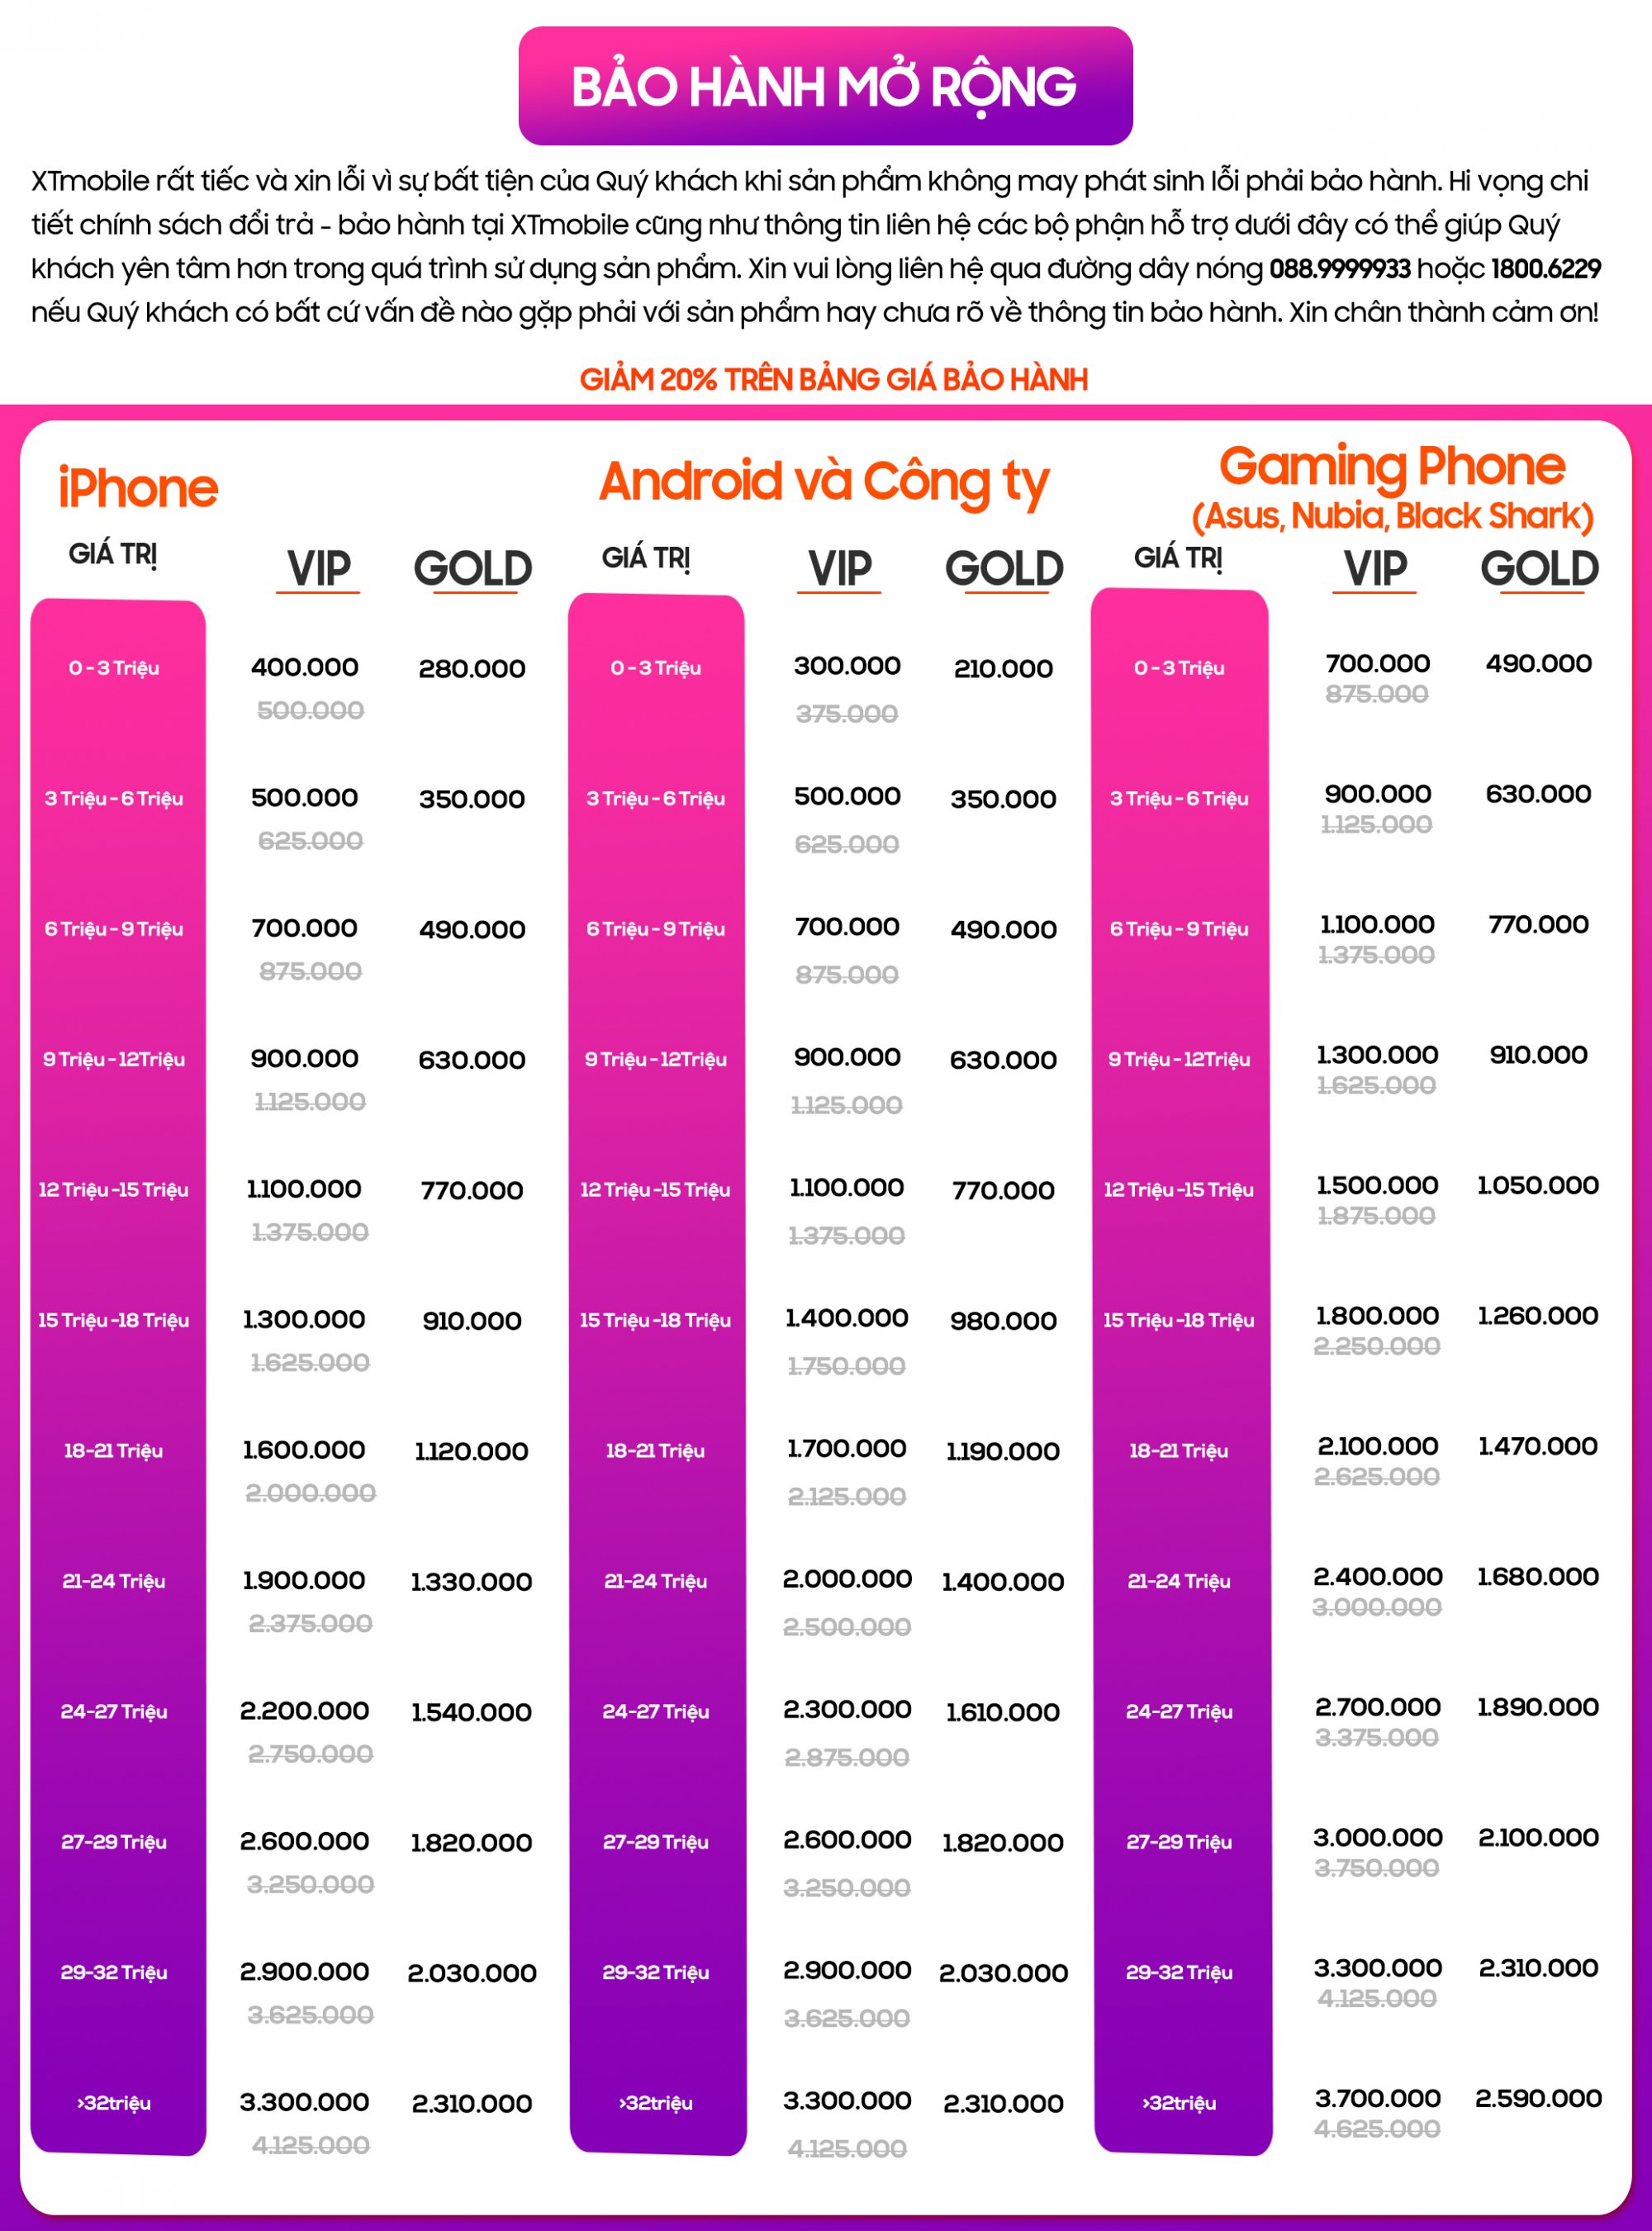 BẢO HÀNH MỞ RỘNG
XTmobile rất tiếc và xin lỗi vì sự bất tiện của Quý khách khi sản phẩm không may phát sinh lỗi phải bảo hành. Hi vọng chi
tiết chính sách đổi trả - bảo hành tại XTmobile cũng như thông tin liên hệ các bộ phận hỗ trợ dưới đây có thể giúp Quý
khách yên tâm hơn trong quá trình sử dụng sản phẩm. Xin vui lòng liên hệ qua đường dây nóng 088.9999933 hoặc 1800.6229
nếu Quý khách có bất cứ vấn đề nào gặp phải với sản phẩm hay chưa rõ về thông tin bảo hành. Xin chân thành cảm ơn!
GIẢM 20% TRÊN BẢNG GIÁ BẢO HÀNH
iPhone Android và Công ty Gaming Phone
(Asus, Nubia, Black Shark)
GIÁ TRỊ VIP GOLD GIÁ TRỊ VIP GOLD GIÁ TRỊ VIP GOLD
0 - 3 Triệu 400.000 280.000 0 - 3 Triệu 300.000 210.000 0 - 3 Triệu 700.000 490.000
500.000 375.000 875.000
3 Triệu - 6 Triệu 500.000 350.000 3 Triệu - 6 Triệu 500.000 350.000 3 Triệu - 6 Triệu 900.000 630.000
625.000 625.000 1.125.000
6 Triệu - 9 Triệu 700.000 490.000 6 Triệu - 9 Triệu 700.000 490.000 6 Triệu - 9 Triệu 1.100.000 770.000
875.000 875.000 1.375.000
9 Triệu - 12Triệu 900.000 630.000 9 Triệu - 12Triệu 900.000 630.000 9 Triệu - 12Triệu 1.300.000 910.000
1.125.000 1.125.000 1.625.000
12 Triệu -15 Triệu 1.100.000 770.000 12 Triệu -15 Triệu 1.100.000 770.000 12 Triệu -15 Triệu 1.500.000 1.050.000
1.375.000 1.375.000 1.875.000
15 Triệu -18 Triệu 1.300.000 910.000 15 Triệu -18 Triệu 1.400.000 980.000 15 Triệu -18 Triệu 1.800.000 1.260.000
1.625.000 1.750.000 2.250.000
18-21 Triệu 1.600.000 1.120.000 18-21 Triệu 1.700.000 1.190.000 18-21 Triệu 2.100.000 1.470.000
2.000.000 2.125.000 2.625.000
21-24 Triệu 1.900.000 1.330.000 21-24 Triệu 2.000.000 1.400.000 21-24 Triệu 2.400.000 1.680.000
2.375.000 2.500.000 3.000.000
24-27 Triệu 2.200.000 1.540.000 24-27 Triệu 2.300.000 1.610.000 24-27 Triệu 2.700.000 1.890.000
2.750.000 2.875.000 3.375.000
27-29 Triệu 2.600.000 1.820.000 27-29 Triệu 2.600.000 1.820.000 27-29 Triệu 3.000.000 2.100.000
3.250.000 3.250.000 3.750.000
29-32 Triệu 2.900.000 2.030.000 29-32 Triệu 2.900.000 2.030.000 29-32 Triệu 3.300.000 2.310.000
3.625.000 3.625.000 4.125.000
>32triệu 3.300.000 2.310.000 >32triệu 3.300.000 2.310.000 >32triệu 3.700.000 2.590.000
4.125.000 4.125.000 4.625.000